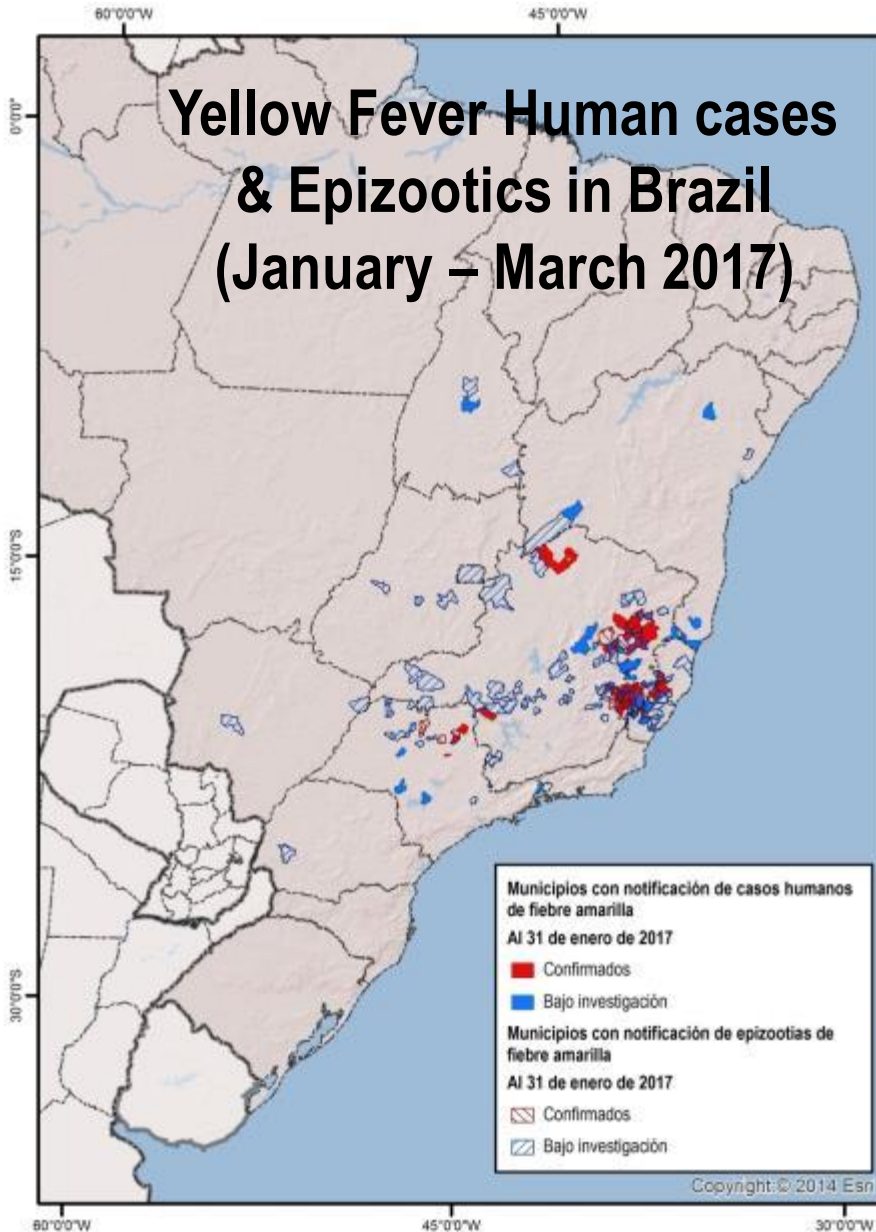 60°0'0"W
45°0'0"W
Yellow Fever Human cases
& Epizootics in Brazil
(January – March 2017)
0°0'0"
15°0'0"S
30°0'0"S
Municipios con notificación de casos humanos
de fiebre amarilla
Al 31 de enero de 2017
Confirmados
Bajo investigación
Municipios con notificación de epizootias de
fiebre amarilla
Al 31 de enero de 2017
Confirmados
Bajo investigación
Copyright:© 2014 Esri
60°0'0"W
45°0'0"W
30°0'0"W